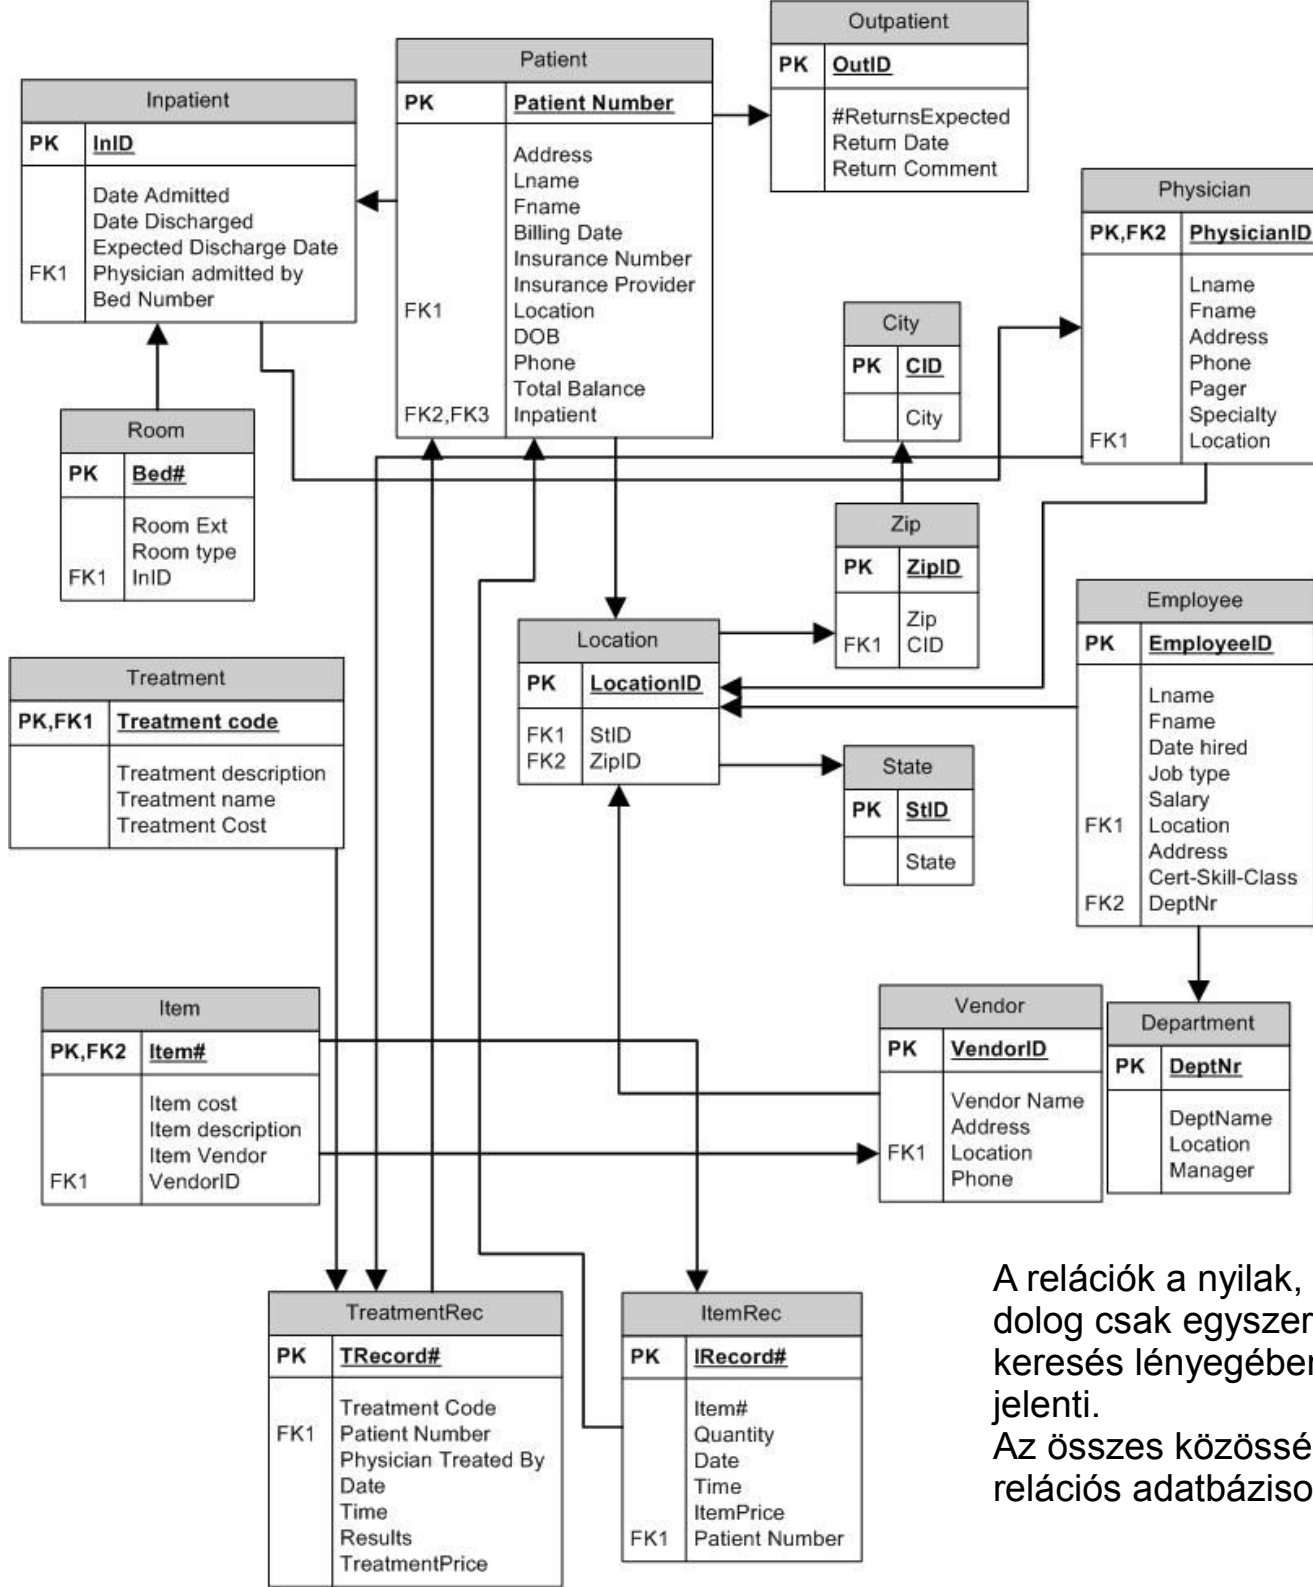 Outpatient
PK OutID
#ReturnsExpected
Return Date
Return Comment
Patient
PK Patient Number
Address
Lname
Fname
Billing Date
Insurance Number
Insurance Provider
FK1 Location
DOB
Phone
Total Balance
FK2,FK3 Inpatient
Inpatient
PK InID
Date Admitted
Date Discharged
Expected Discharge Date
FK1 Physician admitted by
Bed Number
Physician
PK,FK2 PhysicianID
Lname
Fname
Address
Phone
Pager
Specialty
FK1 Location
City
PK CID
City
Room
PK Bed#
Room Ext
Room type
FK1 InID
Zip
PK ZipID
Zip
FK1 CID
Employee
PK EmployeeID
Lname
Fname
Date hired
Job type
Salary
FK1 Location
Address
Cert-Skill-Class
FK2 DeptNr
Location
PK LocationID
FK1 StID
FK2 ZipID
Treatment
PK,FK1 Treatment code
Treatment description
Treatment name
Treatment Cost
State
PK StID
State
Item
PK,FK2 Item#
Item cost
Item description
Item Vendor
FK1 VendorID
Vendor
PK VendorID
Vendor Name
Address
FK1 Location
Phone
Department
PK DeptNr
DeptName
Location
Manager
TreatmentRec
PK TRecord#
Treatment Code
FK1 Patient Number
Physician Treated By
Date
Time
Results
TreatmentPrice
ItemRec
PK IRecord#
Item#
Quantity
Date
Time
ItemPrice
FK1 Patient Number
A relációk a nyilak,
dolog csak egyszer
keresés lényegében
jelenti.
Az összes közössé
relációs adatbáziso